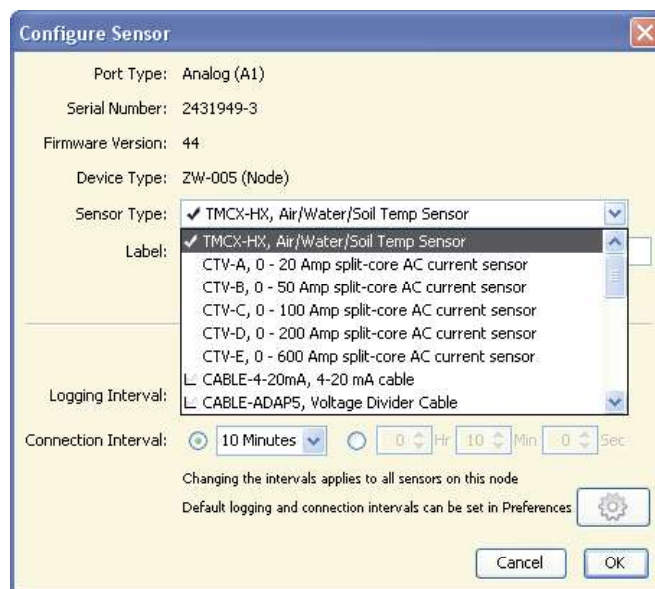 Configure Sensor
Port Type: Analog (A1)
Serial Number: 2431949-3
Firmware Version: 44
Device Type: ZW-005 (Node)
Sensor Type: TMCX-HX, Air/Water/Soil Temp Sensor
Label:
TMCX-HX, Air/Water/Soil Temp Sensor
CTV-A, 0 - 20 Amp split-core AC current sensor
CTV-B, 0 - 50 Amp split-core AC current sensor
CTV-C, 0 - 100 Amp split-core AC current sensor
CTV-D, 0 - 200 Amp split-core AC current sensor
CTV-E, 0 - 600 Amp split-core AC current sensor
CABLE-4-20mA, 4-20 mA cable
CABLE-ADAP5, Voltage Divider Cable
Logging Interval:
Connection Interval: 10 Minutes 0 Hr 10 Min 0 Sec
Changing the intervals applies to all sensors on this node
Default logging and connection intervals can be set in Preferences
Cancel OK